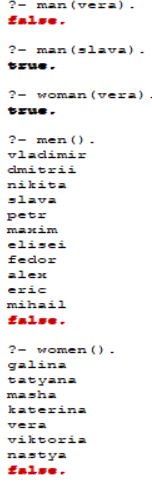 ?- man(vera).
false.
?- man(slava).
true.
?- woman(vera).
true.
?- men().
vladimir
dmitrii
nikita
slava
petr
maxim
elisei
fedor
alex
eric
mihail
false.
?- women().
galina
tatyana
masha
katerina
vera
viktoria
nastya
false.